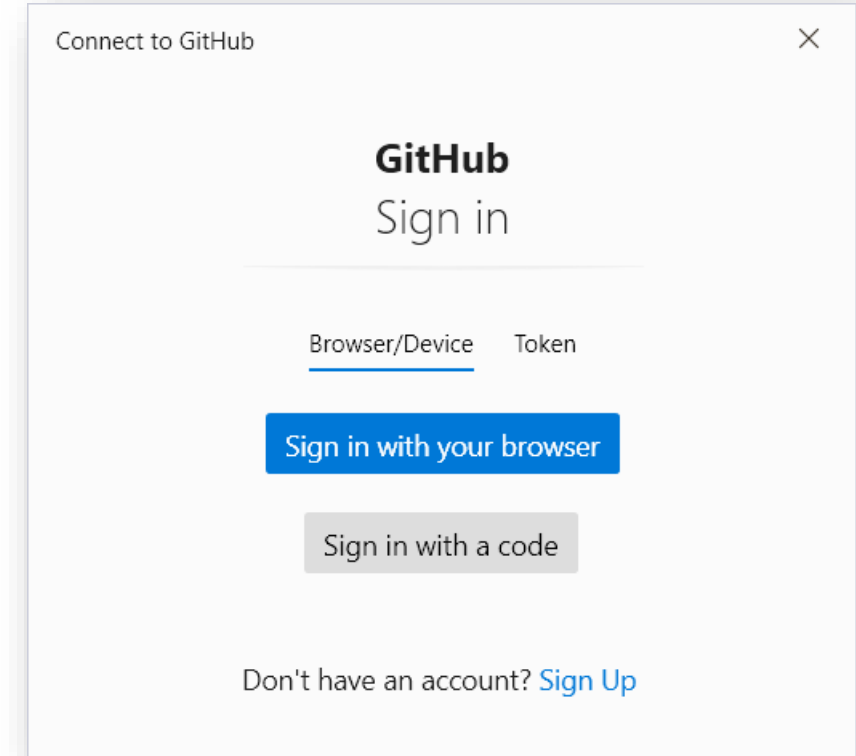 Connect to GitHub
GitHub
Sign in
Browser/Device Token
Sign in with your browser
Sign in with a code
Don't have an account? Sign Up